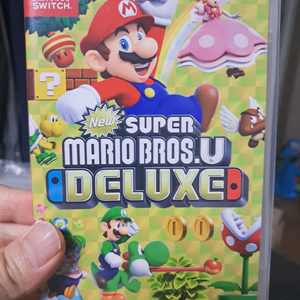 SWITCH.
New
SUPER
MARIO BROS.U
DELUXE